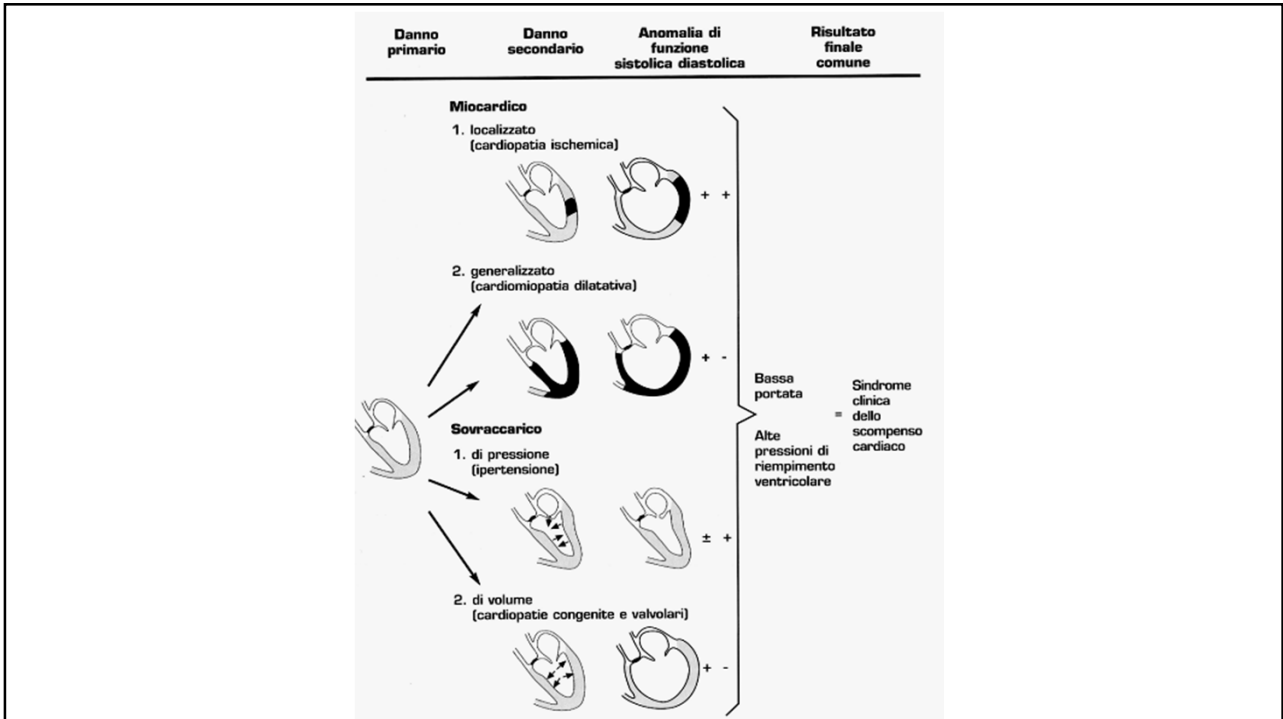 Danno
primario
Danno
secondario
Anomalia di
funzione
sistolica diastolica
Risultato
finale
comune
Miocardico
1. localizzato
(cardiopatia ischemica)
+ +
2. generalizzato
(cardiomiopatia dilatativa)
+ -
Sovraccarico
1. di pressione
(ipertensione)
± +
2. di volume
(cardiopatie congenite e valvolari)
+ -
Bassa
portata
Alte
pressioni di
riempimento
ventricolare
=
Sindrome
clinica
dello
scompenso
cardiaco